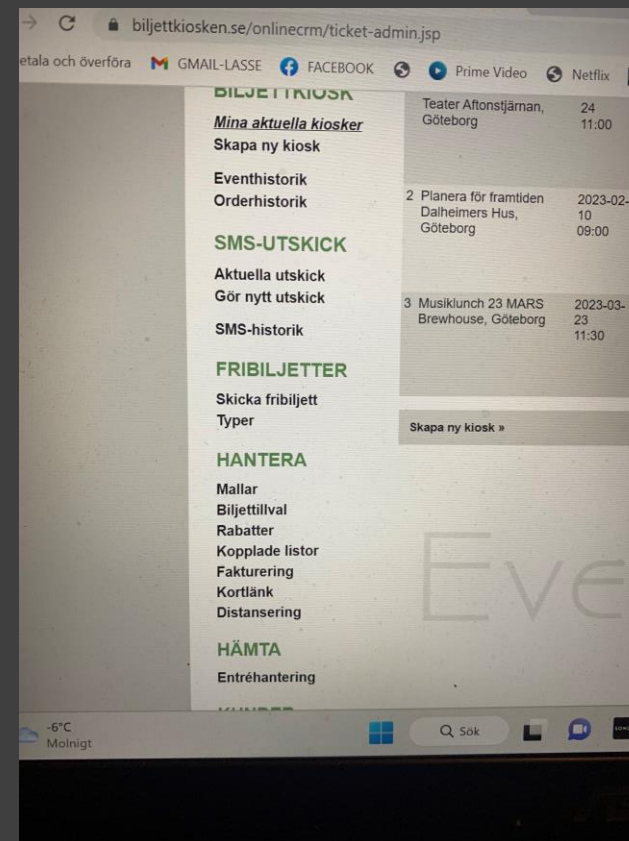 biljettkiosken.se/onlinecrm/ticket-admin.jsp
etala och överföra GMAIL-LASSE FACEBOOK Prime Video Netflix
BILJETTKIOSK
Mina aktuella kiosker
Skapa ny kiosk
Eventhistorik
Orderhistorik
SMS-UTSKICK
Aktuella utskick
Gör nytt utskick
SMS-historik
FRIBILJETTER
Skicka fribiljett
Typer
HANTERA
Mallar
Biljettillval
Rabatter
Kopplade listor
Fakturering
Kortlänk
Distansering
HÄMTA
Entréhantering
KUNDER
Teater Aftonstjärnan, 24
Göteborg 11:00
2 Planera för framtiden 2023-02-
Dalheimers Hus, 10
Göteborg 09:00
3 Musiklunch 23 MARS 2023-03-
Brewhouse, Göteborg 23
11:30
Skapa ny kiosk »
EVE
-6°C
Molnigt
Sök